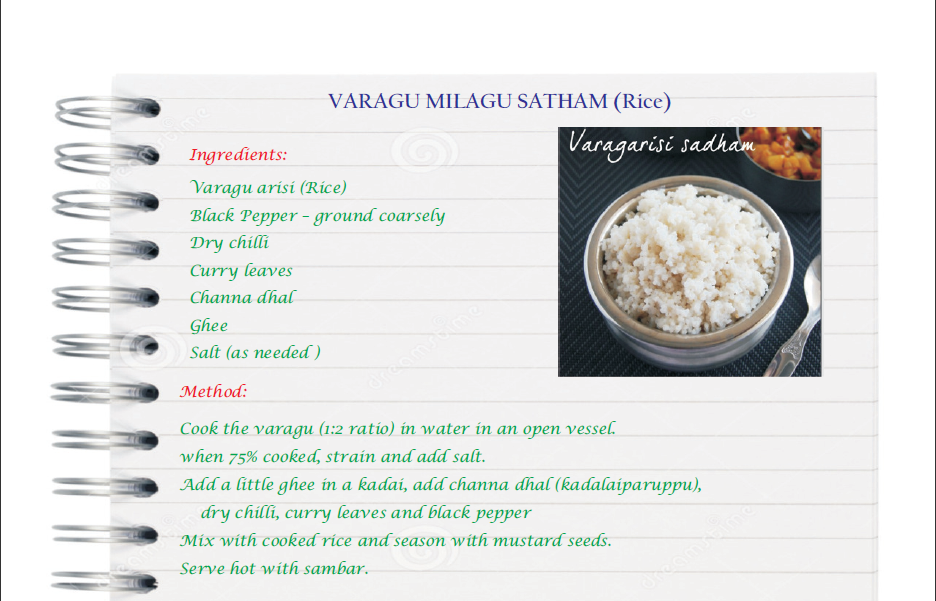 VARAGU MILAGU SATHAM (Rice)
Varagarisi sadham
Ingredients:
Varagu arisi (Rice)
Black Pepper – ground coarsely
Dry chilli
Curry leaves
Channa dhal
Ghee
Salt (as needed )
Method:
Cook the varagu (1:2 ratio) in water in an open vessel.
when 75% cooked, strain and add salt.
Add a little ghee in a kadai, add channa dhal (kadalaiparuppu),
dry chilli, curry leaves and black pepper
Mix with cooked rice and season with mustard seeds.
Serve hot with sambar.